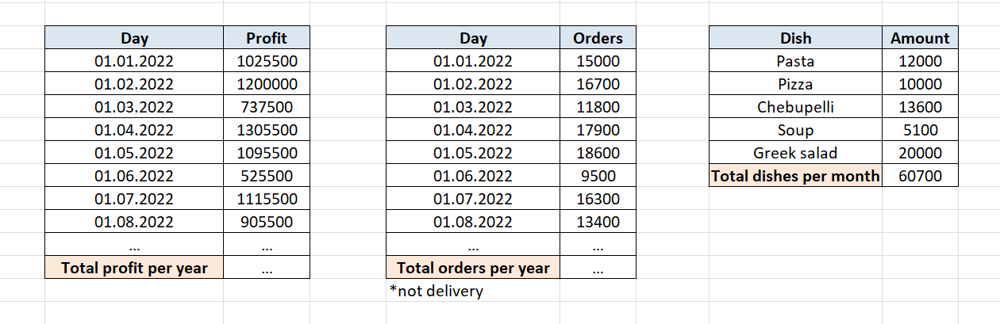 Day Profit
01.01.2022 1025500
01.02.2022 1200000
01.03.2022 737500
01.04.2022 1305500
01.05.2022 1095500
01.06.2022 525500
01.07.2022 1115500
01.08.2022 905500
... ...
Total profit per year ...
Day Orders
01.01.2022 15000
01.02.2022 16700
01.03.2022 11800
01.04.2022 17900
01.05.2022 18600
01.06.2022 9500
01.07.2022 16300
01.08.2022 13400
... ...
Total orders per year ...
*not delivery
Dish Amount
Pasta 12000
Pizza 10000
Chebupelli 13600
Soup 5100
Greek salad 20000
Total dishes per month 60700